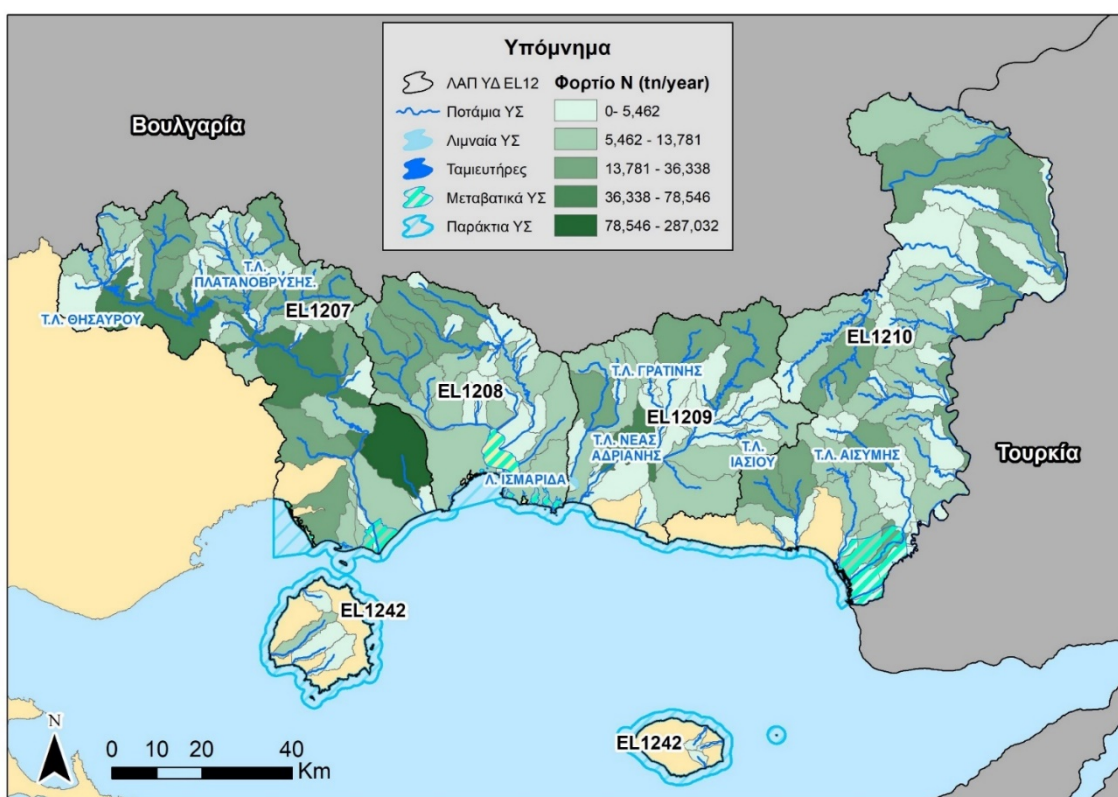 Υπόμνημα
ΛΑΠ ΥΔ EL12
Ποτάμια ΥΣ
Λιμναία ΥΣ
Ταμιευτήρες
Μεταβατικά ΥΣ
Παράκτια ΥΣ
Φορτίο N (tn/year)
0- 5,462
5,462 - 13,781
13,781 - 36,338
36,338 - 78,546
78,546 - 287,032
Βουλγαρία
Τουρκία
Τ.Λ.
ΠΛΑΤΑΝΟΒΡΥΣΗΣ
Τ.Λ. ΘΗΣΑΥΡΟΥ
EL1207
EL1208
Τ.Λ. ΓΡΑΤΙΝΗΣ
EL1209
EL1210
Τ.Λ. ΝΕΑΣ
ΑΔΡΙΑΝΗΣ
Τ.Λ.
ΙΑΣΙΟΥ
Τ.Λ. ΑΙΣΥΜΗΣ
Λ. ΙΣΜΑΡΙΔΑ
EL1242
EL1242
N
0 10 20 40
Km